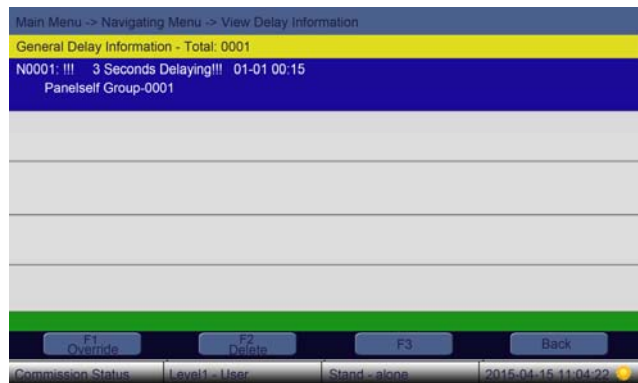 Main Menu -> Navigating Menu -> View Delay Information
General Delay Information - Total: 0001
N0001: !!! 3 Seconds Delaying!!! 01-01 00:15
Panelself Group-0001
F1 Override
F2 Delete
F3
Back
Commission Status
Level1 - User
Stand - alone
2015-04-15 11:04:22